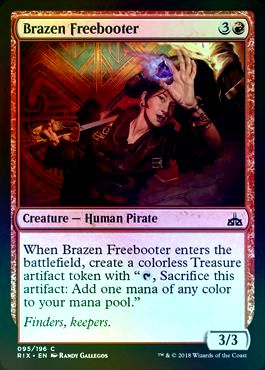 Brazen Freebooter 3
Creature — Human Pirate
When Brazen Freebooter enters the
battlefield, create a colorless Treasure
artifact token with “, Sacrifice this
artifact: Add one mana of any color
to your mana pool.”
Finders, keepers.
3/3
095/196 C
RIX • EN RANDY GALLEGOS
™ & © 2018 Wizards of the Coast